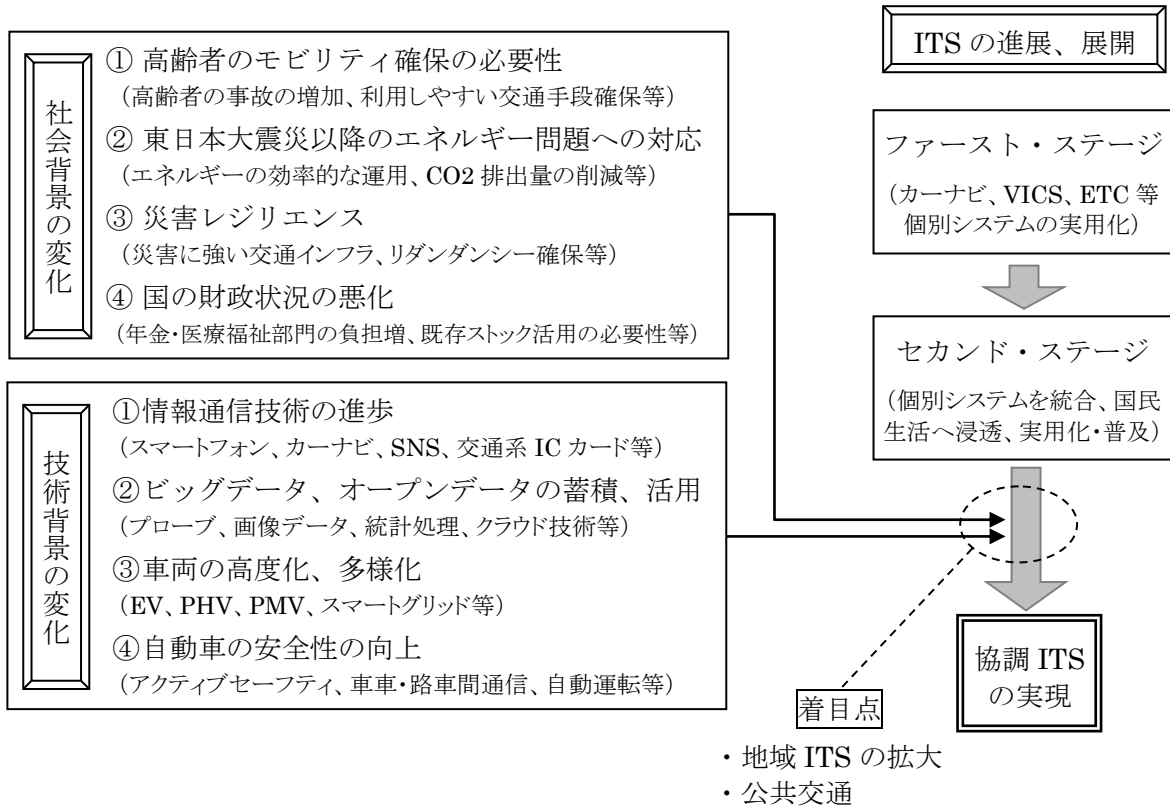 社会背景の変化
① 高齢者のモビリティ確保の必要性
（高齢者の事故の増加、利用しやすい交通手段確保等）
② 東日本大震災以降のエネルギー問題への対応
（エネルギーの効率的な運用、CO2 排出量の削減等）
③ 災害レジリエンス
（災害に強い交通インフラ、リダンダンシー確保等）
④ 国の財政状況の悪化
（年金・医療福祉部門の負担増、既存ストック活用の必要性等）
技術背景の変化
①情報通信技術の進歩
（スマートフォン、カーナビ、SNS、交通系 IC カード等）
②ビッグデータ、オープンデータの蓄積、活用
（プローブ、画像データ、統計処理、クラウド技術等）
③車両の高度化、多様化
（EV、PHV、PMV、スマートグリッド等）
④自動車の安全性の向上
（アクティブセーフティ、車車・路車間通信、自動運転等）
ITS の進展、展開
ファースト・ステージ
（カーナビ、VICS、ETC 等
個別システムの実用化）
セカンド・ステージ
（個別システムを統合、国民
生活へ浸透、実用化・普及）
協調 ITS
の実現
着目点
・地域 ITS の拡大
・公共交通